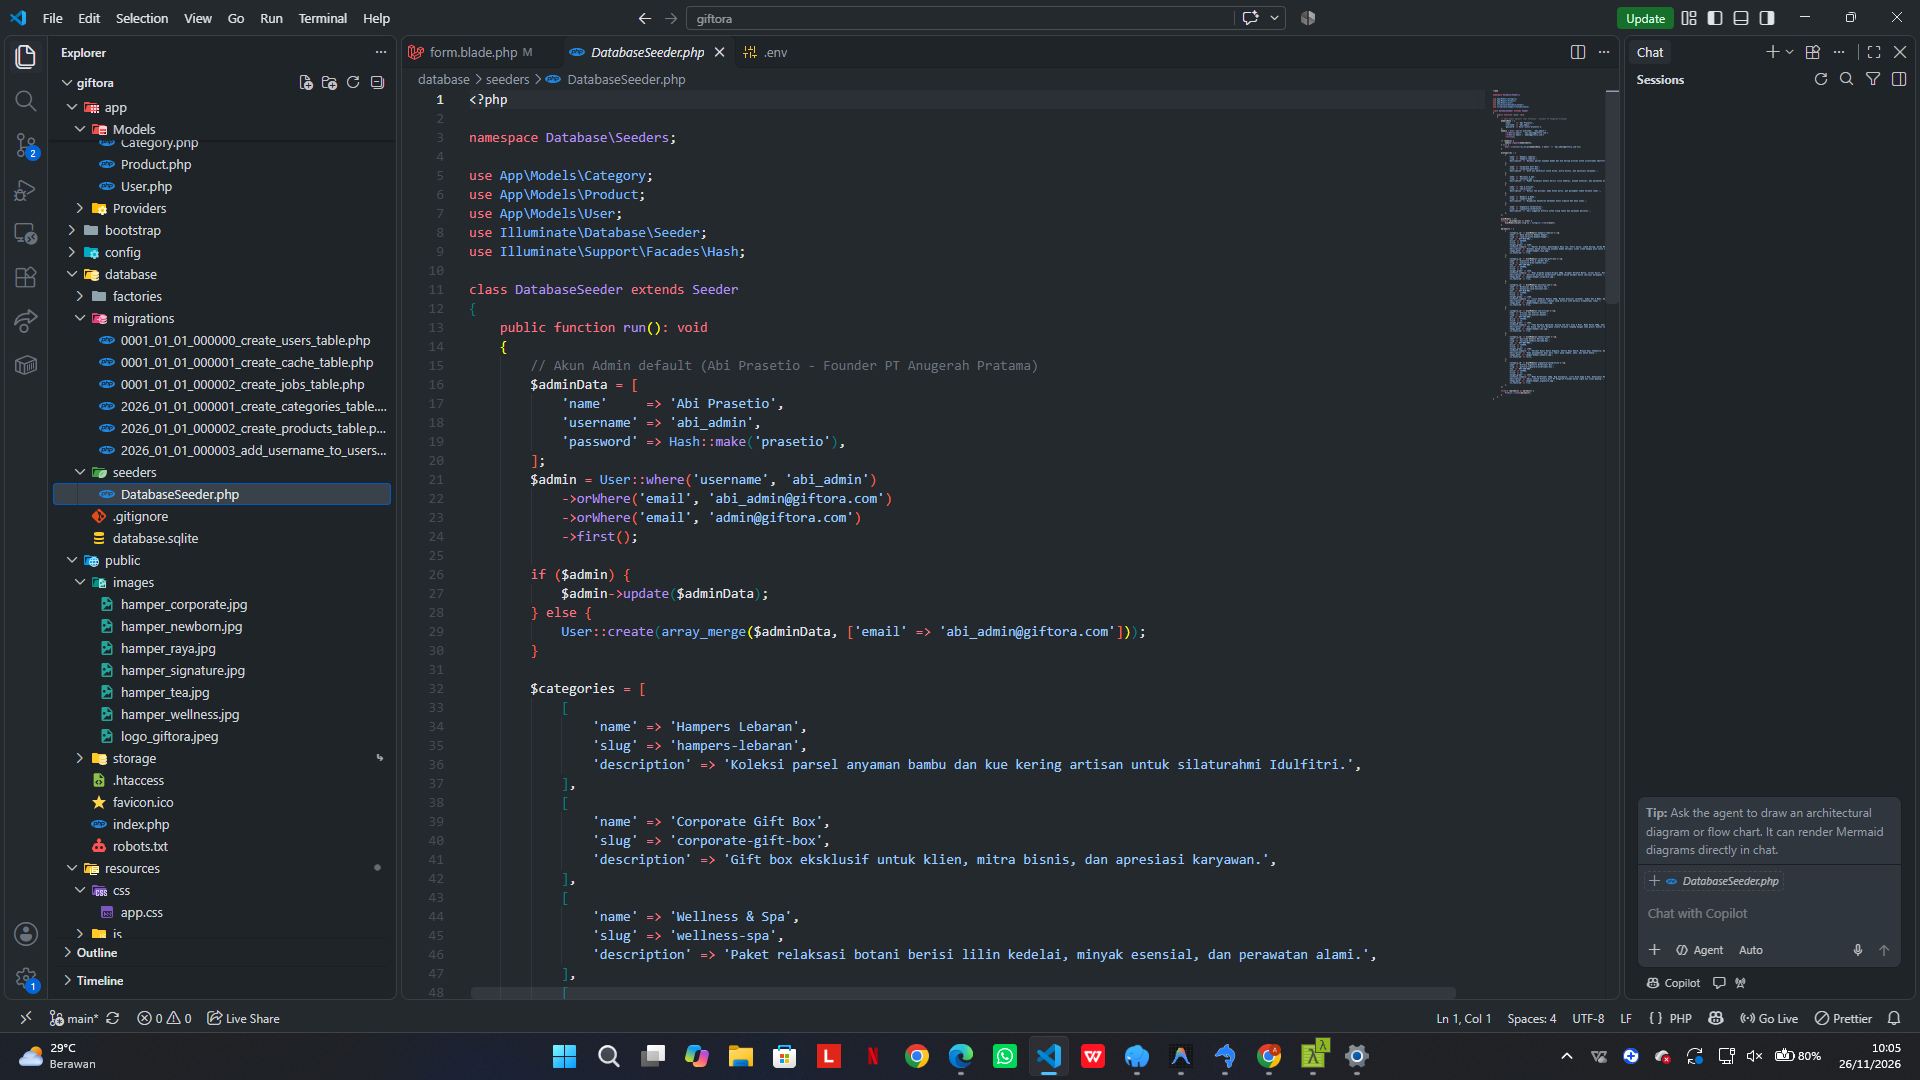 File Edit Selection View Go Run Terminal Help
giftora
Update
Explorer
giftora
app
Models
Category.php
Product.php
User.php
Providers
bootstrap
config
database
factories
migrations
0001_01_01_000000_create_users_table.php
0001_01_01_000001_create_cache_table.php
0001_01_01_000002_create_jobs_table.php
2026_01_01_000001_create_categories_table....
2026_01_01_000002_create_products_table.p...
2026_01_01_000003_add_username_to_users...
seeders
DatabaseSeeder.php
.gitignore
database.sqlite
public
images
hamper_corporate.jpg
hamper_newborn.jpg
hamper_raya.jpg
hamper_signature.jpg
hamper_tea.jpg
hamper_wellness.jpg
logo_giftora.jpeg
storage
.htaccess
favicon.ico
index.php
robots.txt
resources
css
app.css
js
Outline
Timeline
2
1
form.blade.php M
DatabaseSeeder.php
.env
database > seeders > DatabaseSeeder.php
1 <?php
2
3 namespace Database\Seeders;
4
5 use App\Models\Category;
6 use App\Models\Product;
7 use App\Models\User;
8 use Illuminate\Database\Seeder;
9 use Illuminate\Support\Facades\Hash;
10
11 class DatabaseSeeder extends Seeder
12 {
13 public function run(): void
14 {
15 // Akun Admin default (Abi Prasetio - Founder PT Anugerah Pratama)
16 $adminData = [
17 'name' => 'Abi Prasetio',
18 'username' => 'abi_admin',
19 'password' => Hash::make('prasetio'),
20 ];
21 $admin = User::where('username', 'abi_admin')
22 ->orWhere('email', 'abi_admin@giftora.com')
23 ->orWhere('email', 'admin@giftora.com')
24 ->first();
25
26 if ($admin) {
27 $admin->update($adminData);
28 } else {
29 User::create(array_merge($adminData, ['email' => 'abi_admin@giftora.com']));
30 }
31
32 $categories = [
33 [
34 'name' => 'Hampers Lebaran',
35 'slug' => 'hampers-lebaran',
36 'description' => 'Koleksi parsel anyaman bambu dan kue kering artisan untuk silaturahmi Idulfitri.',
37 ],
38 [
39 'name' => 'Corporate Gift Box',
40 'slug' => 'corporate-gift-box',
41 'description' => 'Gift box eksklusif untuk klien, mitra bisnis, dan apresiasi karyawan.',
42 ],
43 [
44 'name' => 'Wellness & Spa',
45 'slug' => 'wellness-spa',
46 'description' => 'Paket relaksasi botani berisi lilin kedelai, minyak esensial, dan perawatan alami.',
47 ],
48 [
Chat
Sessions
Tip: Ask the agent to draw an architectural
diagram or flow chart. It can render Mermaid
diagrams directly in chat.
DatabaseSeeder.php
Chat with Copilot
Agent Auto
Copilot
main* 0 0 Live Share
Ln 1, Col 1 Spaces: 4 UTF-8 LF { } PHP Go Live Prettier
29°C
Berawan
80%
10:05
26/11/2026